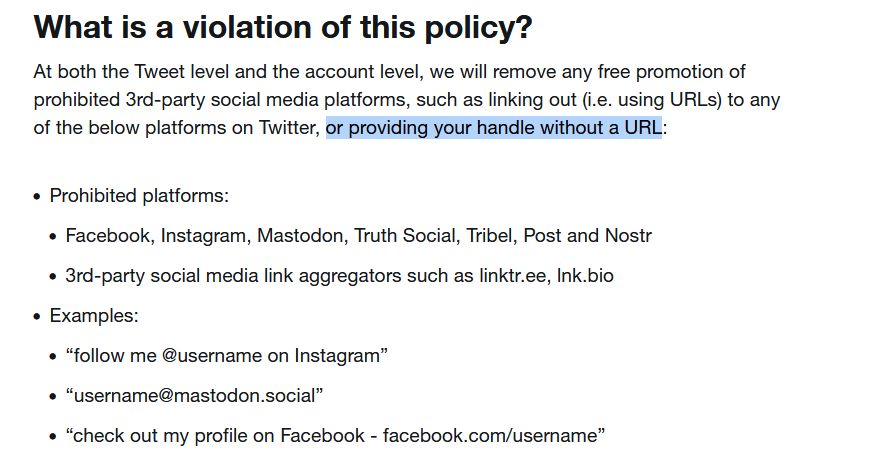 What is a violation of this policy?
At both the Tweet level and the account level, we will remove any free promotion of
prohibited 3rd-party social media platforms, such as linking out (i.e. using URLs) to any
of the below platforms on Twitter, or providing your handle without a URL:
• Prohibited platforms:
• Facebook, Instagram, Mastodon, Truth Social, Tribel, Post and Nostr
• 3rd-party social media link aggregators such as linktr.ee, lnk.bio
• Examples:
• “follow me @username on Instagram”
• “username@mastodon.social”
• “check out my profile on Facebook - facebook.com/username”